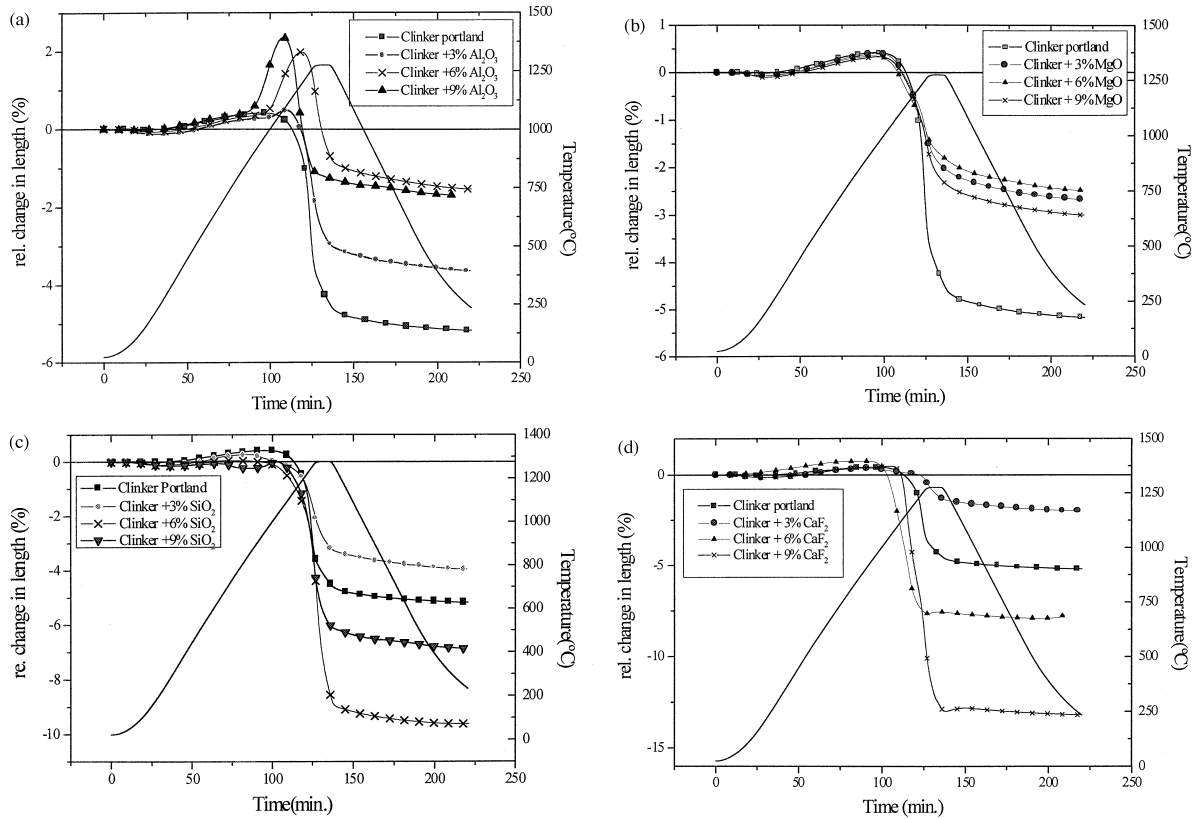 (a)
Clinker portland
Clinker +3% Al2O3
Clinker +6% Al2O3
Clinker +9% Al2O3
rel. change in length (%)
2
0
-2
-4
-6
1500
1250
1000
750
500
250
0
Temperature(°C)
0 50 100 150 200 250
Time (min.)
(b)
Clinker portland
Clinker + 3% MgO
Clinker + 6% MgO
Clinker + 9% MgO
rel. change in length (%)
1
0
-1
-2
-3
-4
-5
-6
1500
1250
1000
750
500
250
0
Temperature(°C)
0 50 100 150 200 250
Time (min.)
(c)
Clinker Portland
Clinker +3% SiO2
Clinker +6% SiO2
Clinker +9% SiO2
re. change in length (%)
0
-2
-4
-6
-8
-10
1400
1200
1000
800
600
400
200
0
Temperature(°C)
0 50 100 150 200 250
Time(min.)
(d)
Clinker portland
Clinker + 3% CaF2
Clinker + 6% CaF2
Clinker + 9% CaF2
rel. change in length (%)
0
-5
-10
-15
1500
1250
1000
750
500
250
0
Temperature(°C)
0 50 100 150 200 250
Time (min.)